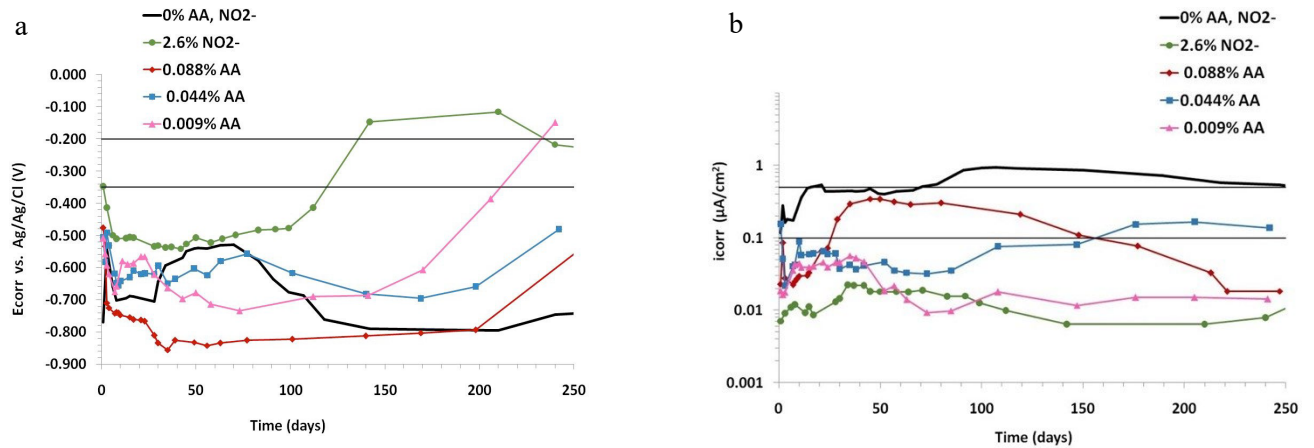 a
0% AA, NO2-
2.6% NO2-
0.088% AA
0.044% AA
0.009% AA
0.000
-0.100
-0.200
-0.300
-0.400
-0.500
-0.600
-0.700
-0.800
-0.900
Ecorr vs. Ag/Ag/Cl (V)
0 50 100 150 200 250
Time (days)
b
0% AA, NO2-
2.6% NO2-
0.088% AA
0.044% AA
0.009% AA
1
0.1
0.01
0.001
icorr (μA/cm²)
0 50 100 150 200 250
Time (days)